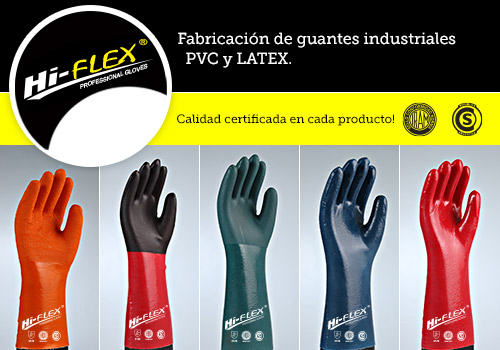 Hi-FLEX®
PROFESSIONAL GLOVES
Fabricación de guantes industriales
PVC y LATEX.
Calidad certificada en cada producto!
IRAM
S
Hi-FLEX
Hi-FLEX
Hi-FLEX
Hi-FLEX
Hi-FLEX